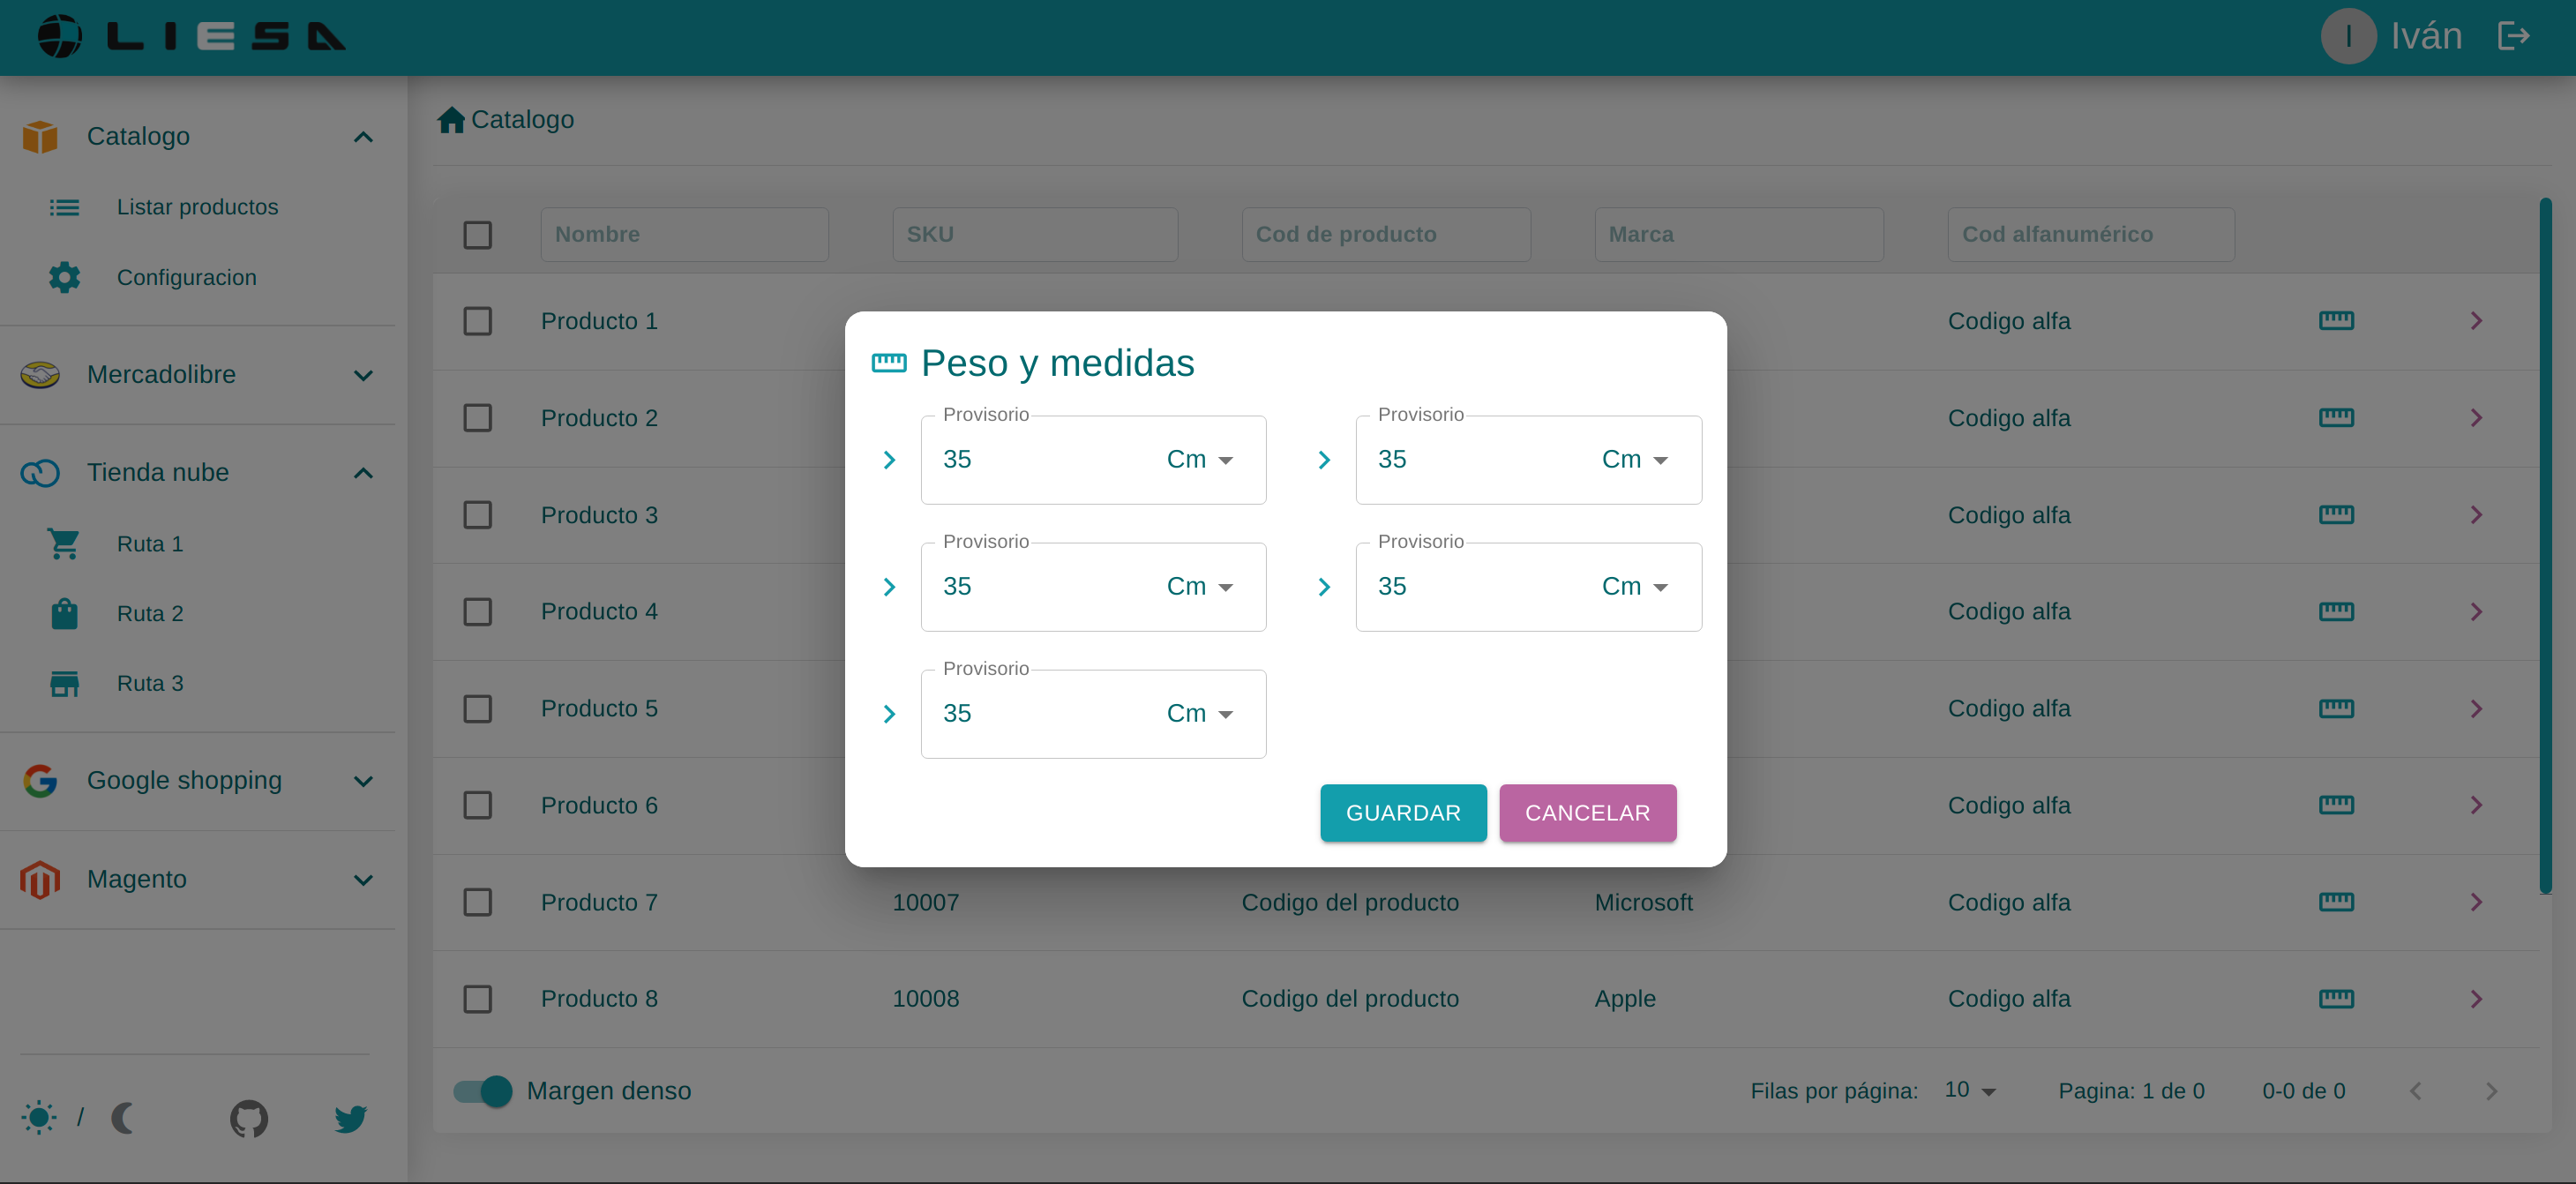 LIESA
I Iván
Catalogo
Listar productos
Configuracion
Mercadolibre
Tienda nube
Ruta 1
Ruta 2
Ruta 3
Google shopping
Magento
/
Catalogo
Nombre SKU Cod de producto Marca Cod alfanumérico
Producto 1 Codigo alfa
Producto 2 Codigo alfa
Producto 3 Codigo alfa
Producto 4 Codigo alfa
Producto 5 Codigo alfa
Producto 6 Codigo alfa
Producto 7 10007 Codigo del producto Microsoft Codigo alfa
Producto 8 10008 Codigo del producto Apple Codigo alfa
Margen denso Filas por página: 10 Pagina: 1 de 0 0-0 de 0
Peso y medidas
Provisorio Provisorio
35 Cm 35 Cm
Provisorio Provisorio
35 Cm 35 Cm
Provisorio
35 Cm
GUARDAR CANCELAR